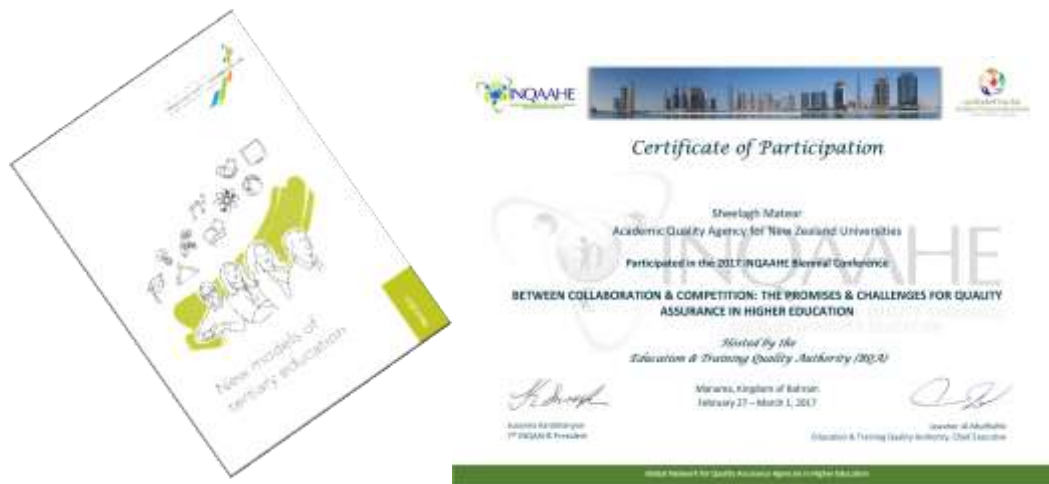 New models of
tertiary education
INQAAHE
Certificate of Participation
Sheelagh Matear
Academic Quality Agency for New Zealand Universities
Participated in the 2017 INQAAHE Biennial Conference
BETWEEN COLLABORATION & COMPETITION: THE PROMISES & CHALLENGES FOR QUALITY
ASSURANCE IN HIGHER EDUCATION
Hosted by the
Education & Training Quality Authority (BQA)
Manama, Kingdom of Bahrain
February 27 – March 1, 2017
INQAAHE President
Education & Training Quality Authority, Chief Executive
Global Network for Quality Assurance Agencies in Higher Education
INQAAHE